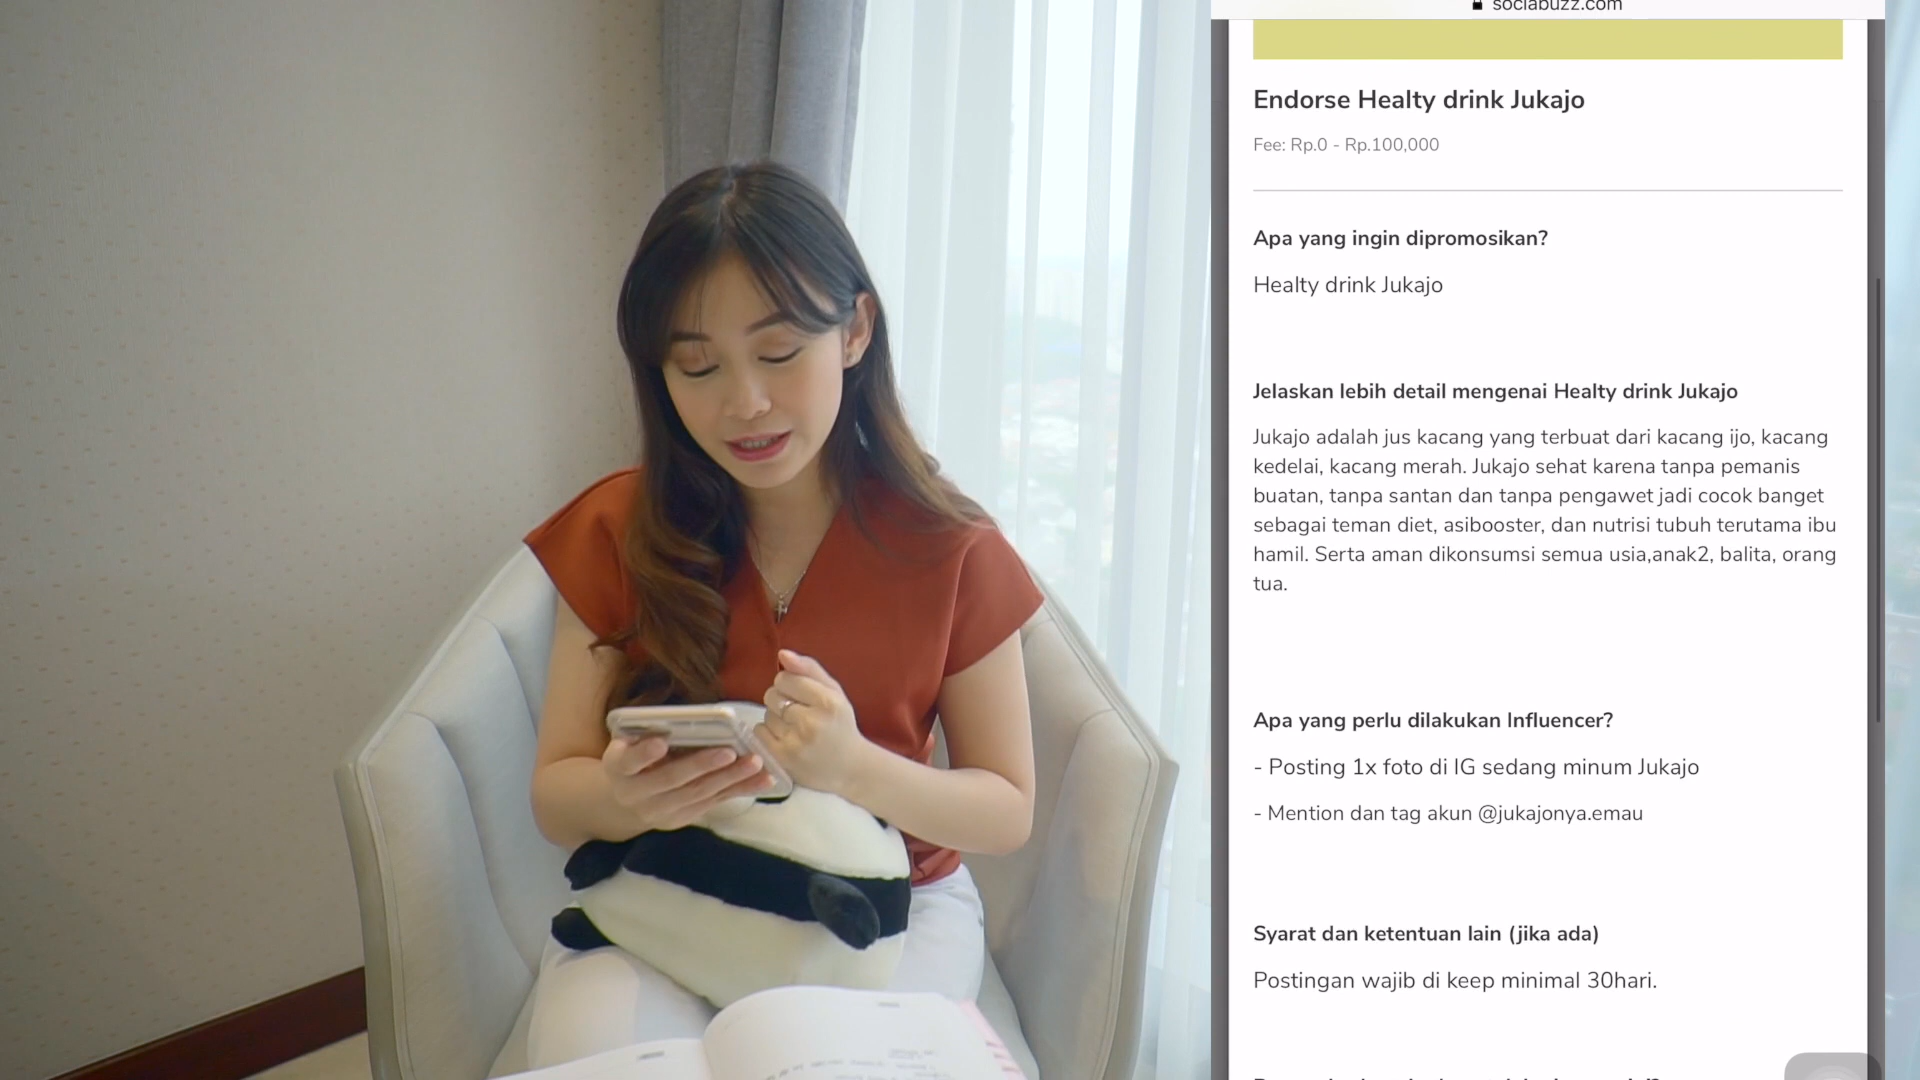 sociabuzz.com
Endorse Healty drink Jukajo
Fee: Rp.0 - Rp.100,000
Apa yang ingin dipromosikan?
Healty drink Jukajo
Jelaskan lebih detail mengenai Healty drink Jukajo
Jukajo adalah jus kacang yang terbuat dari kacang ijo, kacang
kedelai, kacang merah. Jukajo sehat karena tanpa pemanis
buatan, tanpa santan dan tanpa pengawet jadi cocok banget
sebagai teman diet, asibooster, dan nutrisi tubuh terutama ibu
hamil. Serta aman dikonsumsi semua usia,anak2, balita, orang
tua.
Apa yang perlu dilakukan Influencer?
- Posting 1x foto di IG sedang minum Jukajo
- Mention dan tag akun @jukajonya.emau
Syarat dan ketentuan lain (jika ada)
Postingan wajib di keep minimal 30hari.